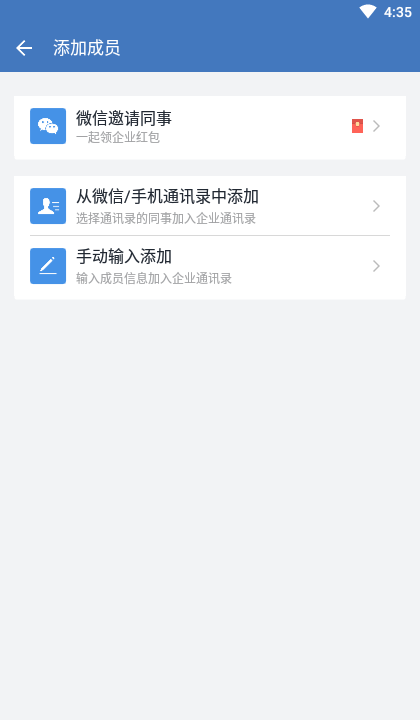 4:35
添加成员
微信邀请同事
一起领企业红包
从微信/手机通讯录中添加
选择通讯录的同事加入企业通讯录
手动输入添加
输入成员信息加入企业通讯录